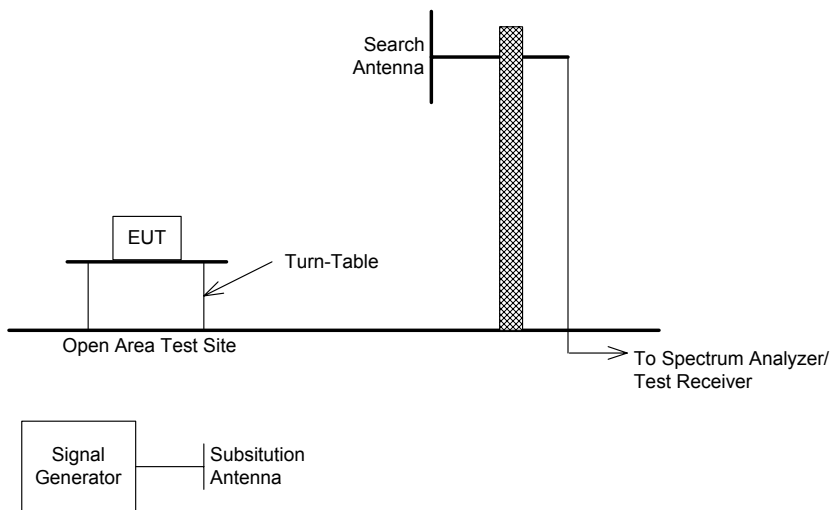 Search
Antenna
EUT
Turn-Table
Open Area Test Site
To Spectrum Analyzer/
Test Receiver
Signal
Generator
Subsitution
Antenna